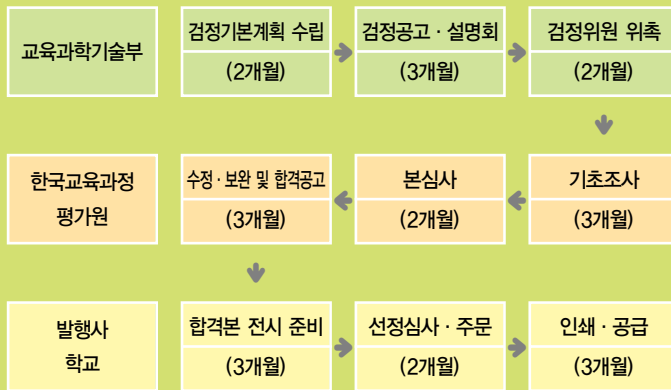 교육과학기술부
검정기본계획 수립
(2개월)
검정공고 · 설명회
(3개월)
검정위원 위촉
(2개월)
한국교육과정
평가원
수정 · 보완 및 합격공고
(3개월)
본심사
(2개월)
기초조사
(3개월)
발행사
학교
합격본 전시 준비
(3개월)
선정심사 · 주문
(2개월)
인쇄 · 공급
(3개월)